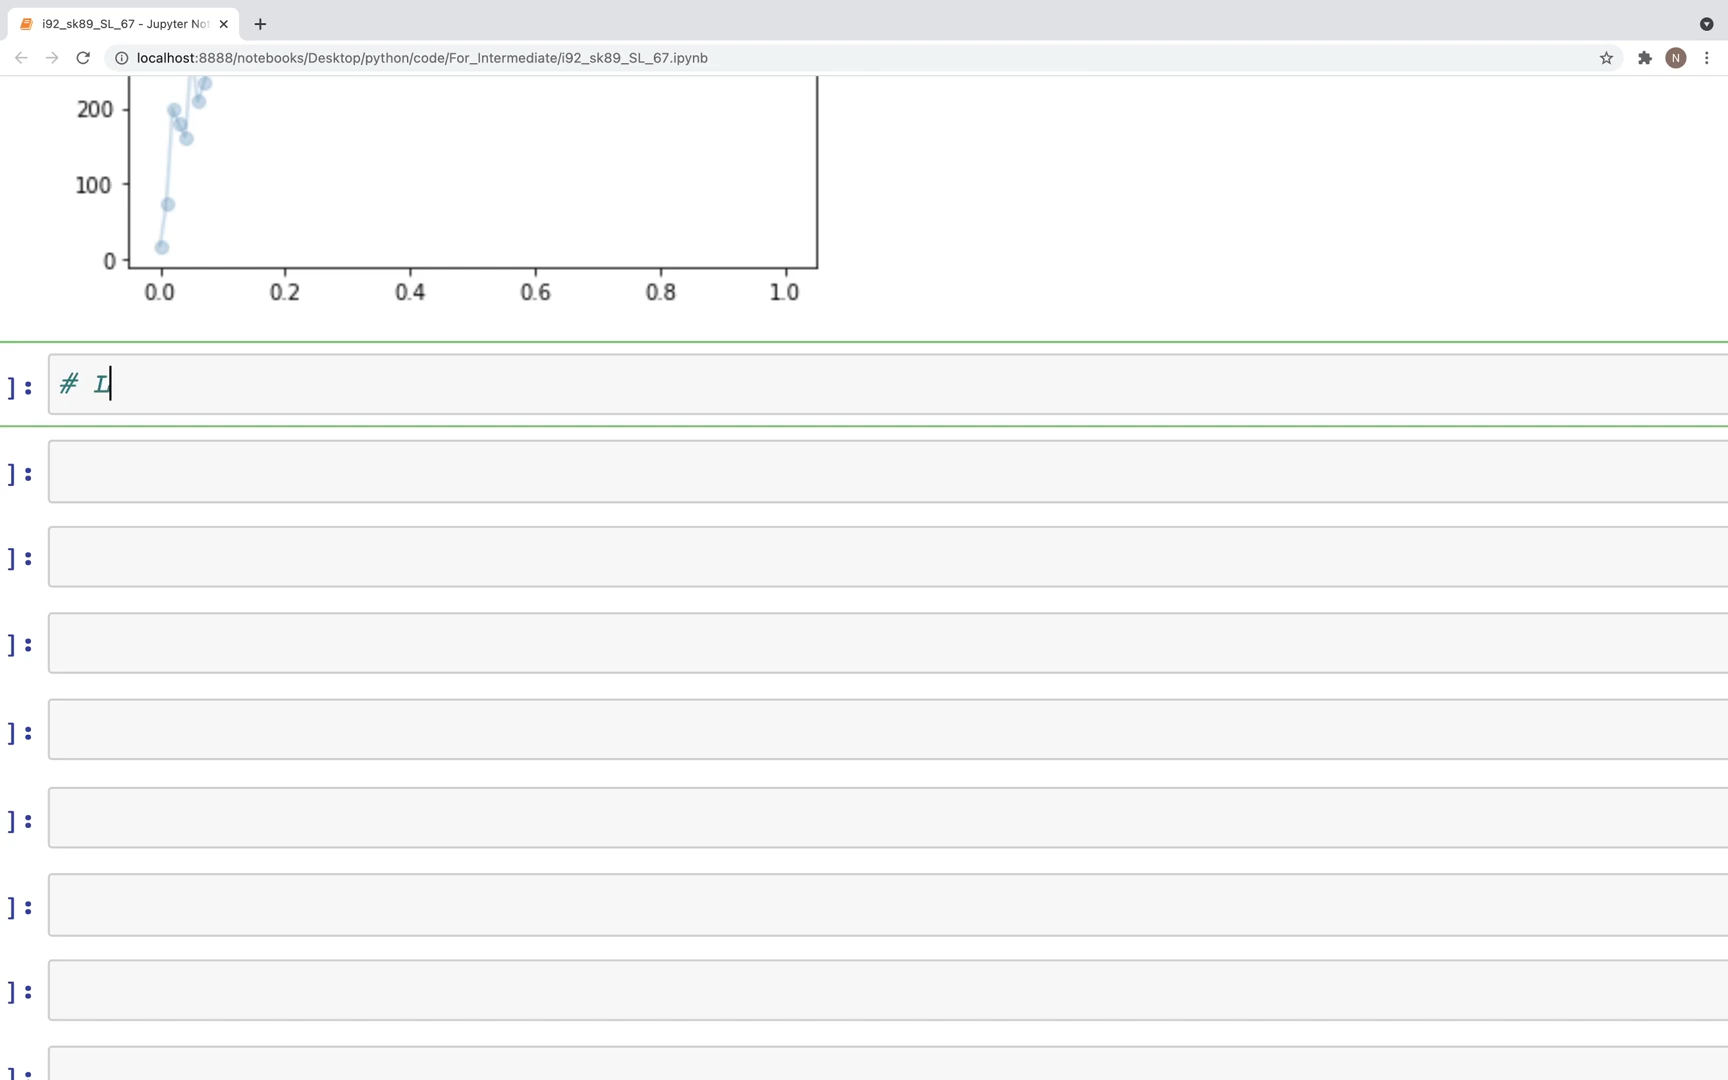 i92_sk89_SL_67 - Jupyter No
localhost:8888/notebooks/Desktop/python/code/For_Intermediate/i92_sk89_SL_67.ipynb
N
200
100
0
0.0 0.2 0.4 0.6 0.8 1.0
]: # L
]:
]:
]:
]:
]:
]:
]:
]: